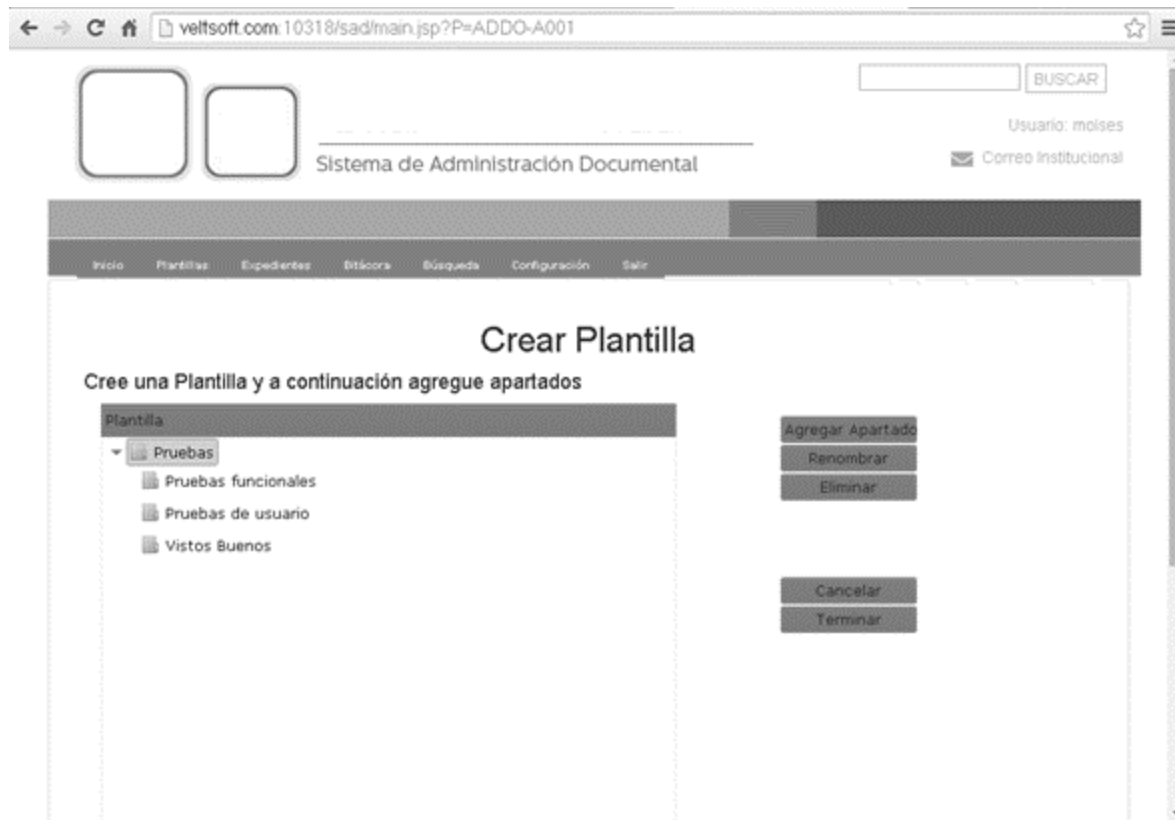 veltsoft.com:10318/sad/main.jsp?P=ADDO-A001
BUSCAR
Usuario: moises
Sistema de Administración Documental
Correo Institucional
Inicio Plantillas Expedientes Bitácora Búsqueda Configuración Salir
Crear Plantilla
Cree una Plantilla y a continuación agregue apartados
Plantilla
Pruebas
Pruebas funcionales
Pruebas de usuario
Vistos Buenos
Agregar Apartado
Renombrar
Eliminar
Cancelar
Terminar